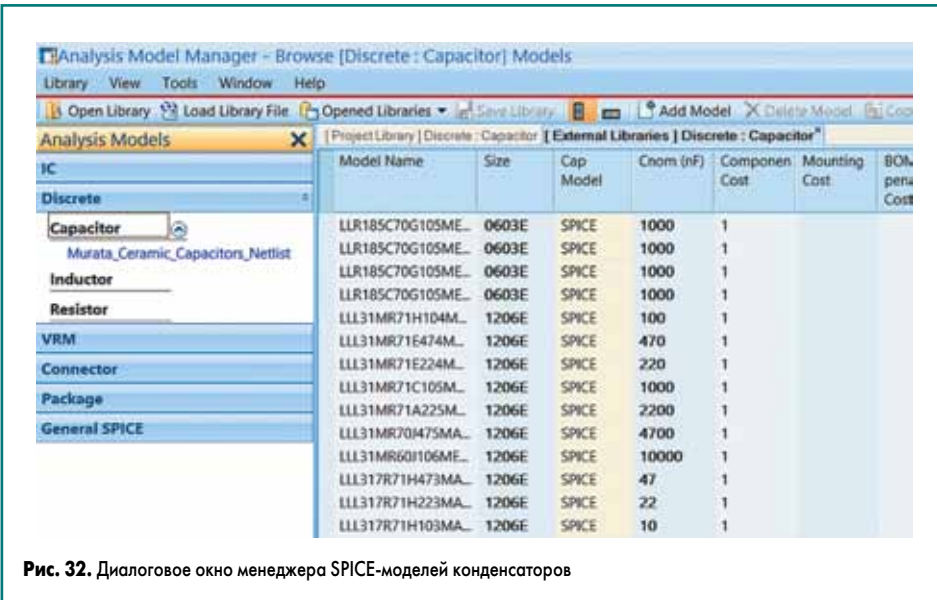 Analysis Model Manager - Browse [Discrete : Capacitor] Models
Library View Tools Window Help
Open Library Load Library File Opened Libraries Save Library Add Model Delete Model
Analysis Models
[ Project Library ] Discrete : Capacitor [ External Libraries ] Discrete : Capacitor*
IC
Discrete
Capacitor
Murata_Ceramic_Capacitors_Netlist
Inductor
Resistor
VRM
Connector
Package
General SPICE
Model Name Size Cap Model Cnom (nF) Componen Cost Mounting Cost
LLR185C70G105ME... 0603E SPICE 1000 1
LLR185C70G105ME... 0603E SPICE 1000 1
LLR185C70G105ME... 0603E SPICE 1000 1
LLR185C70G105ME... 0603E SPICE 1000 1
LLL31MR71H104M... 1206E SPICE 100 1
LLL31MR71E474M... 1206E SPICE 470 1
LLL31MR71E224M... 1206E SPICE 220 1
LLL31MR71C105M... 1206E SPICE 1000 1
LLL31MR71A225M... 1206E SPICE 2200 1
LLL31MR70J475MA... 1206E SPICE 4700 1
LLL31MR60J106ME... 1206E SPICE 10000 1
LLL317R71H473MA... 1206E SPICE 47 1
LLL317R71H223MA... 1206E SPICE 22 1
LLL317R71H103MA... 1206E SPICE 10 1
Рис. 32. Диалоговое окно менеджера SPICE-моделей конденсаторов